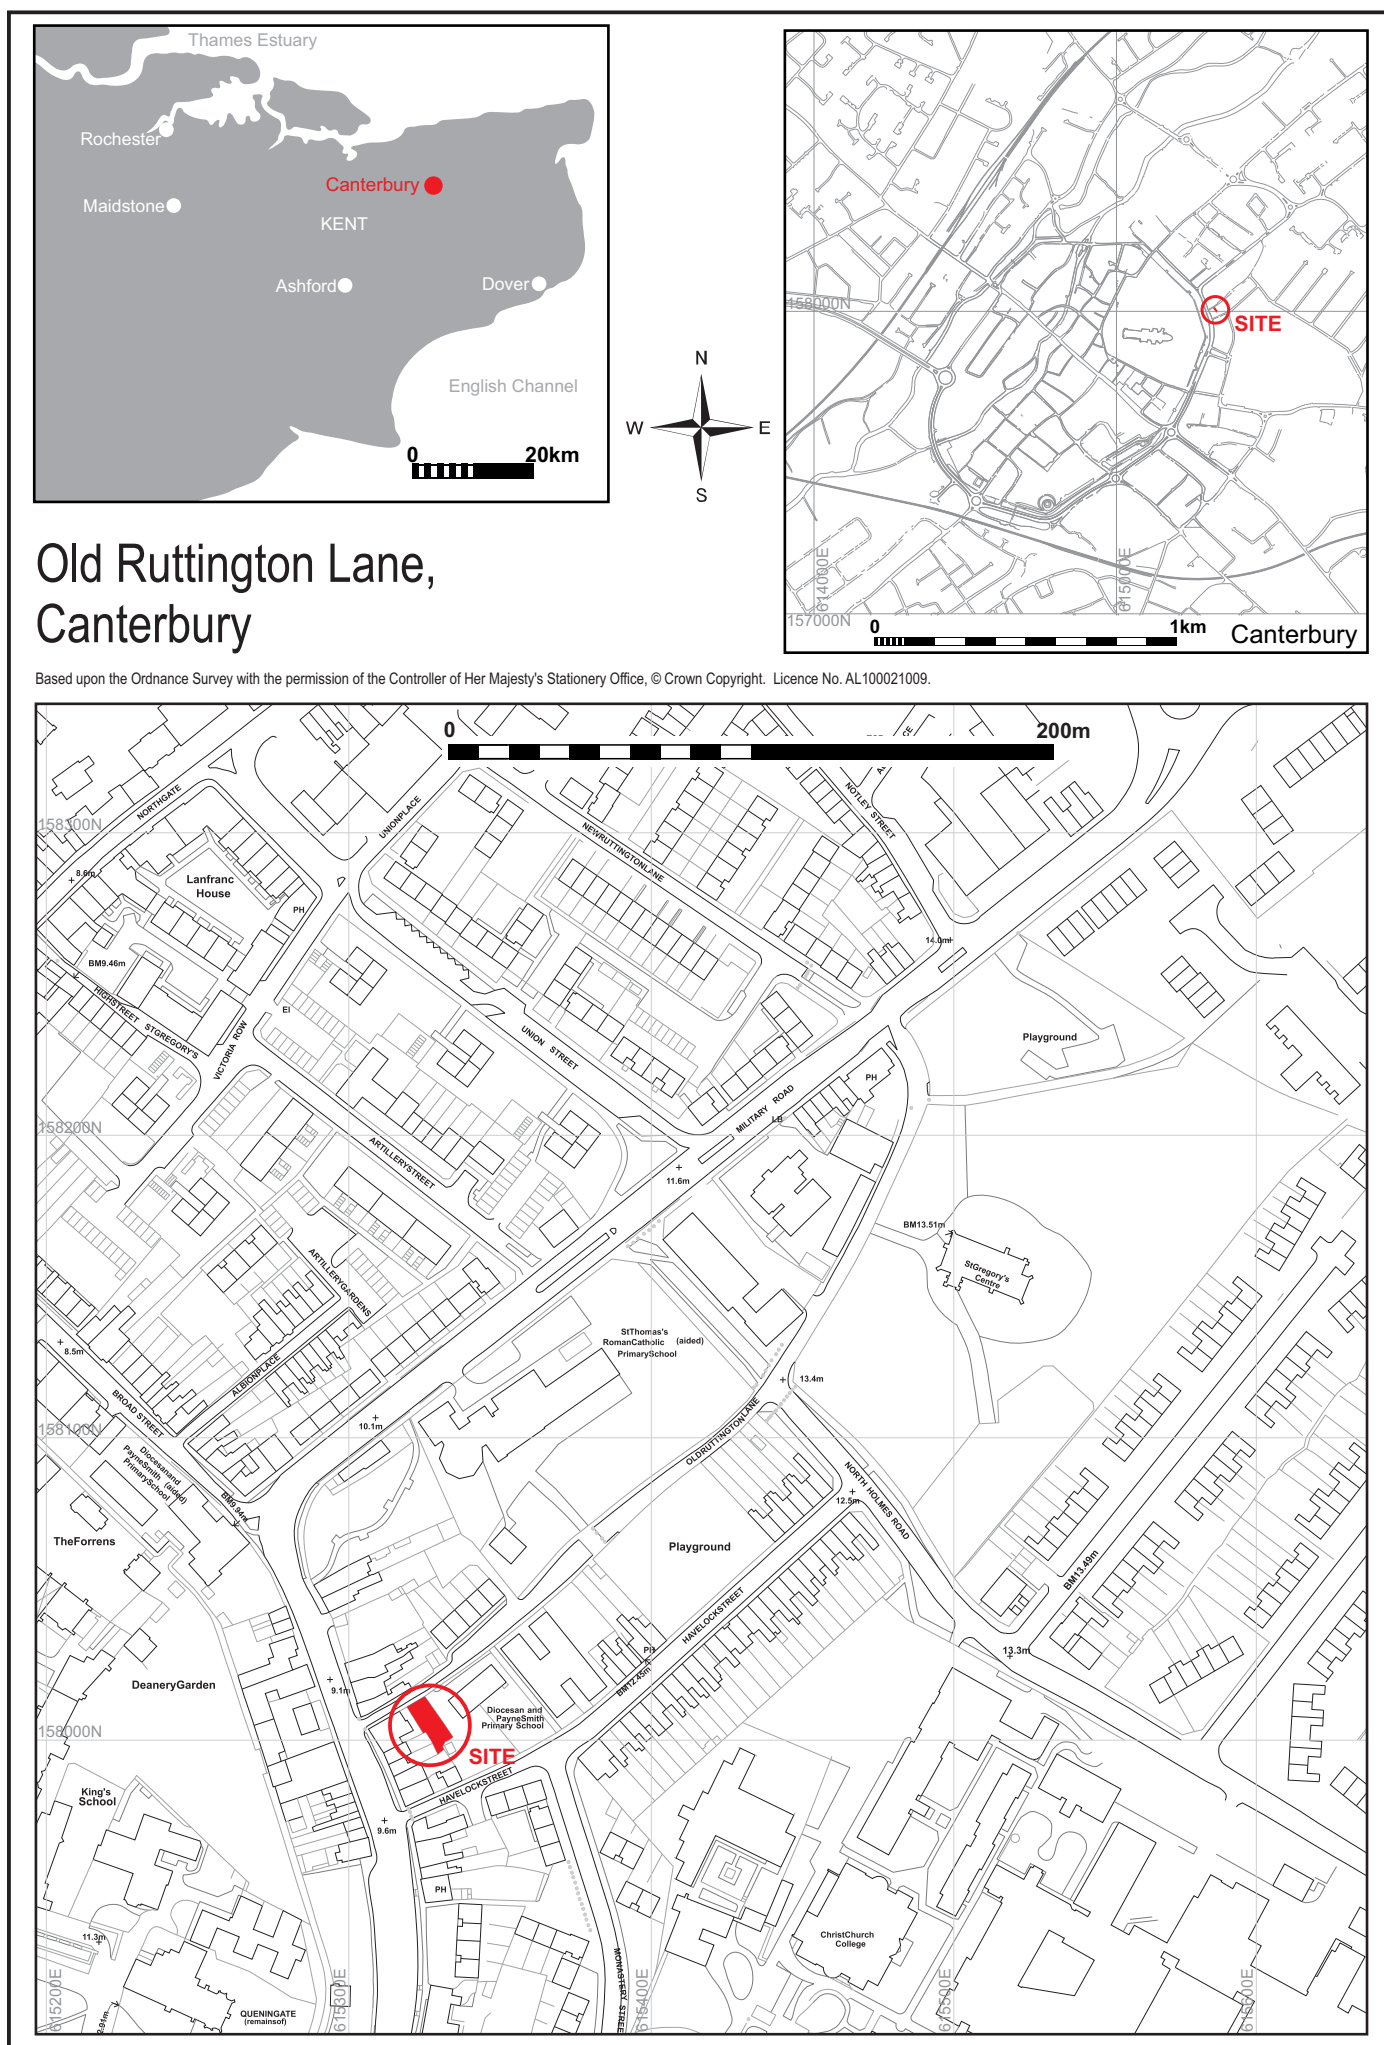 Thames Estuary
Rochester
Canterbury
Maidstone
KENT
Ashford
Dover
English Channel
0 20km
N
W E
S
158000N
SITE
614000E
615000E
157000N
0 1km
Canterbury
Old Ruttington Lane,
Canterbury
Based upon the Ordnance Survey with the permission of the Controller of Her Majesty's Stationery Office, © Crown Copyright. Licence No. AL100021009.
0 200m
NORTHGATE
UNIONPLACE
NOTLEY STREET
158300N
NEWRUTTINGTONLANE
8.6m
Lanfranc
House
PH
14.0m
BM9.46m
HIGHSTREET STGREGORY'S
El
VICTORIA ROW
UNION STREET
Playground
PH
MILITARY ROAD
LB
158200N
ARTILLERYSTREET
11.6m
BM13.51m
StGregory's
Centre
ARTILLERYGARDENS
StThomas's
RomanCatholic (aided)
PrimarySchool
8.5m
ALBIONPLACE
13.4m
BROAD STREET
10.1m
OLDRUTTINGTONLANE
158100N
Diocesanand
PayneSmith (aided)
PrimarySchool
NORTH HOLMES ROAD
12.5m
BM9.94m
TheForrens
Playground
BM13.49m
HAVELOCKSTREET
PH
BM12.45m
13.3m
DeaneryGarden
9.1m
Diocesan and
PayneSmith
Primary School
158000N
SITE
HAVELOCKSTREET
King's
School
9.6m
PH
ChristChurch
College
11.3m
MONASTERY STREE
QUENINGATE
(remainsof)
615200E
615300E
615400E
615500E
615600E